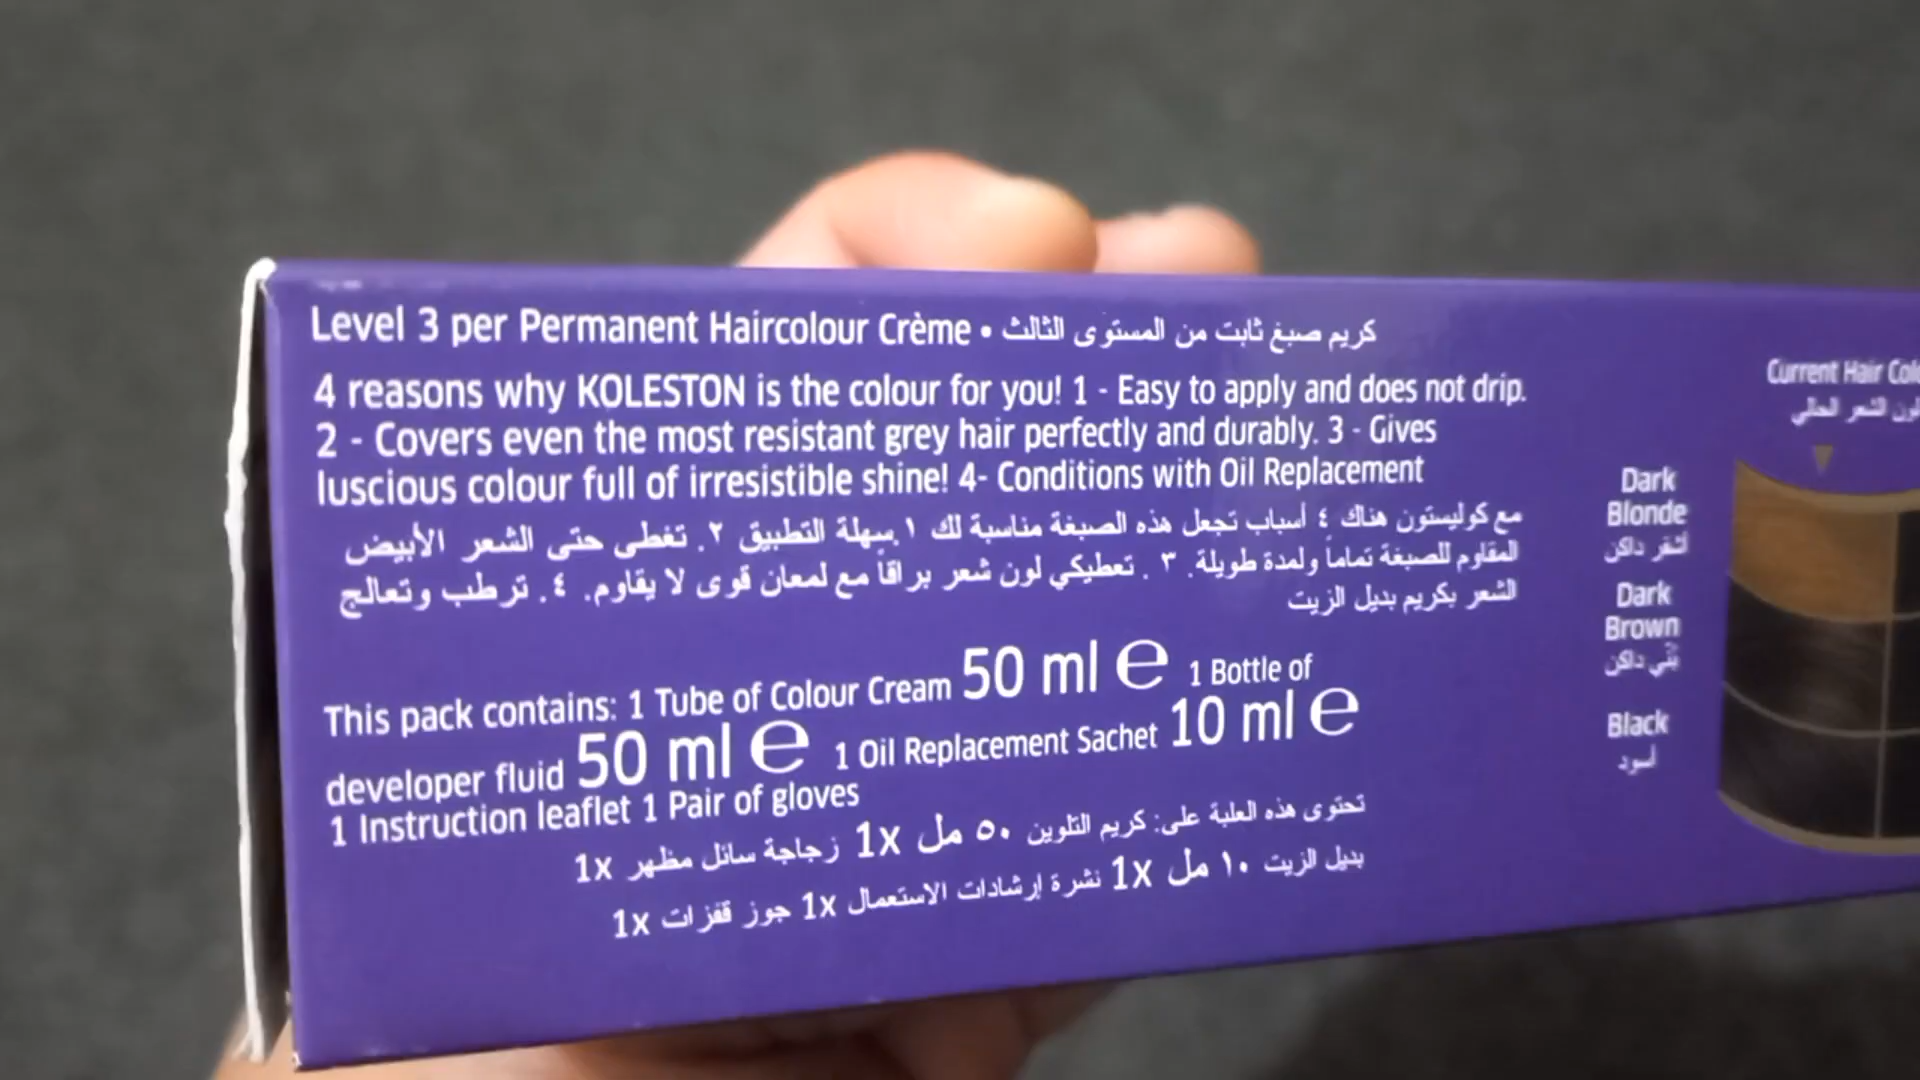 Level 3 per Permanent Haircolour Crème • كريم صبغ ثابت من المستوى الثالث
4 reasons why KOLESTON is the colour for you! 1 - Easy to apply and does not drip.
2 - Covers even the most resistant grey hair perfectly and durably. 3 - Gives
luscious colour full of irresistible shine! 4- Conditions with Oil Replacement
مع كوليستون هناك ٤ أسباب تجعل هذه الصبغة مناسبة لك ١.سهلة التطبيق ٢. تغطى حتى الشعر الأبيض
المقاوم للصبغة تماماً ولمدة طويلة. ٣ . تعطيكي لون شعر براقاً مع لمعان قوى لا يقاوم. ٤. ترطب وتعالج
الشعر بكريم بديل الزيت
This pack contains: 1 Tube of Colour Cream 50 ml ℮ 1 Bottle of
developer fluid 50 ml ℮ 1 Oil Replacement Sachet 10 ml ℮
1 Instruction leaflet 1 Pair of gloves
تحتوى هذه العلبة على: كريم التلوين ٥٠ مل 1x زجاجة سائل مظهر 1x
بديل الزيت ١٠ مل 1x نشرة إرشادات الاستعمال 1x جوز قفزات 1x
Current Hair
لون الشعر الحالي
Dark
Blonde
أشقر داكن
Dark
Brown
بنّي داكن
Black
أسود